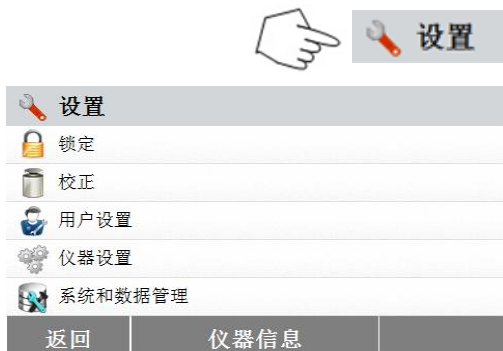 设置
设置
锁定
校正
用户设置
仪器设置
系统和数据管理
返回 仪器信息